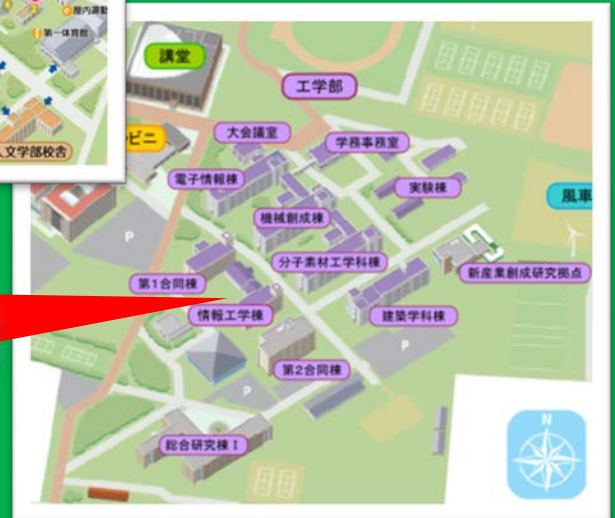 第一体育館
講堂
工学部
大会議室
学務事務室
電子情報棟
実験棟
機械創成棟
風車
分子素材工学科棟
新産業創成研究拠点
第1合同棟
情報工学棟
建築学科棟
第2合同棟
総合研究棟Ⅰ
P
P
P
N
文学部校舎
ビニ
屋内運動